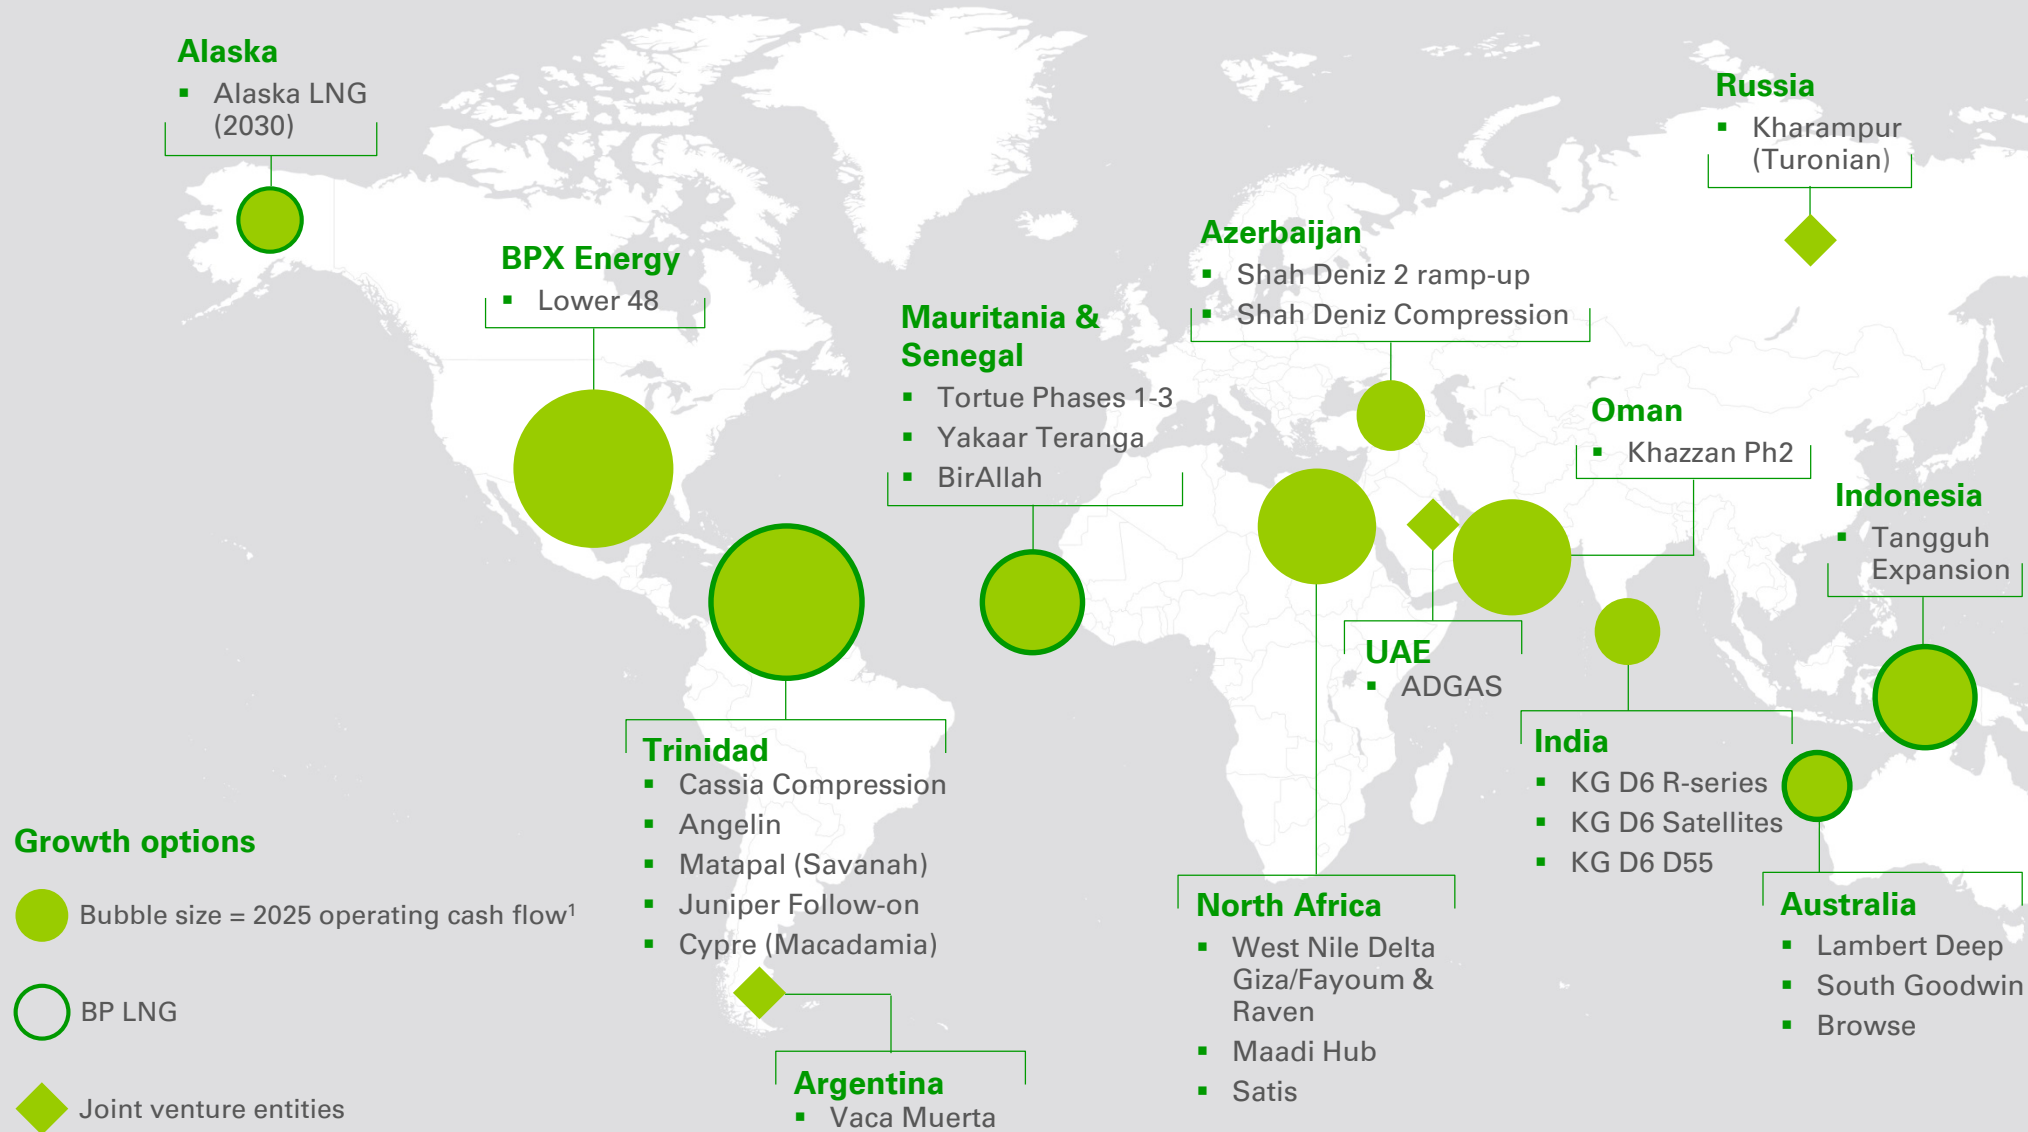 Alaska
▪ Alaska LNG
(2030)
BPX Energy
▪ Lower 48
Mauritania &
Senegal
▪ Tortue Phases 1-3
▪ Yakaar Teranga
▪ BirAllah
Azerbaijan
▪ Shah Deniz 2 ramp-up
▪ Shah Deniz Compression
Russia
▪ Kharampur
(Turonian)
Oman
▪ Khazzan Ph2
Indonesia
▪ Tangguh
Expansion
UAE
▪ ADGAS
India
▪ KG D6 R-series
▪ KG D6 Satellites
▪ KG D6 D55
Trinidad
▪ Cassia Compression
▪ Angelin
▪ Matapal (Savanah)
▪ Juniper Follow-on
▪ Cypre (Macadamia)
North Africa
▪ West Nile Delta
Giza/Fayoum &
Raven
▪ Maadi Hub
▪ Satis
Australia
▪ Lambert Deep
▪ South Goodwin
▪ Browse
Argentina
▪ Vaca Muerta
Growth options
Bubble size = 2025 operating cash flow¹
BP LNG
Joint venture entities